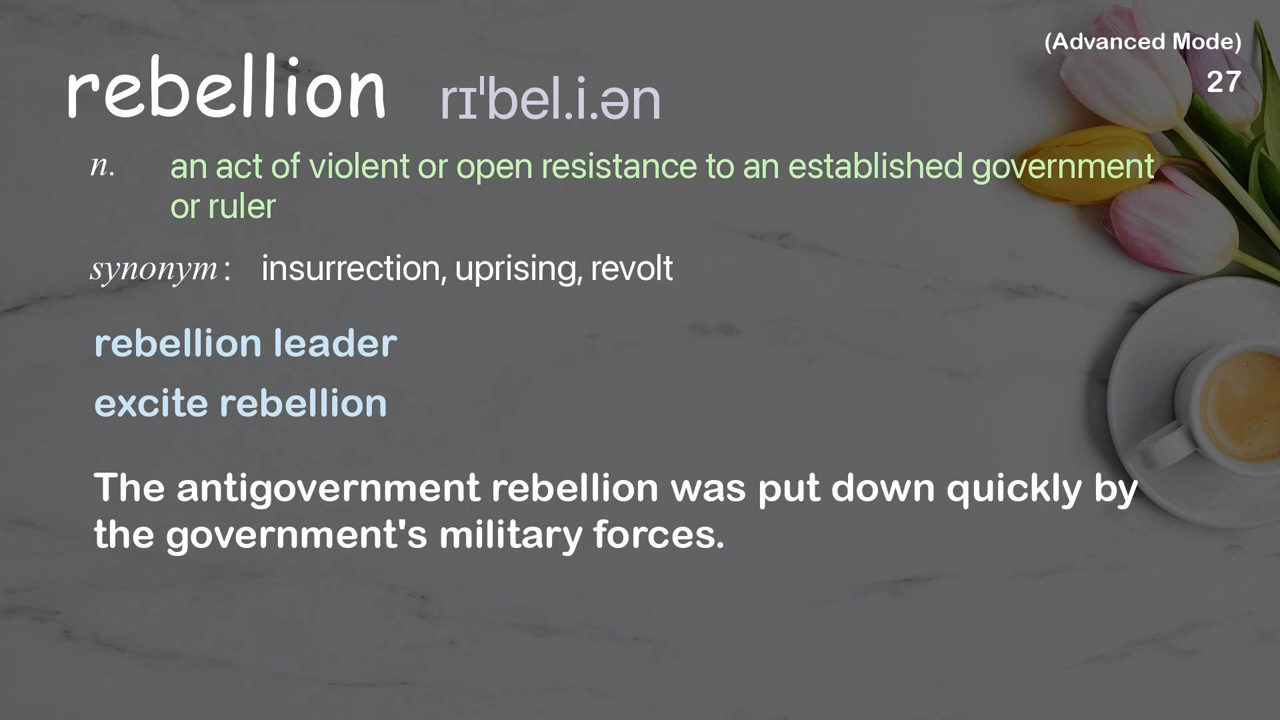 (Advanced Mode)
27
rebellion rɪˈbel.i.ən
n. an act of violent or open resistance to an established government
or ruler
synonym: insurrection, uprising, revolt
rebellion leader
excite rebellion
The antigovernment rebellion was put down quickly by
the government's military forces.